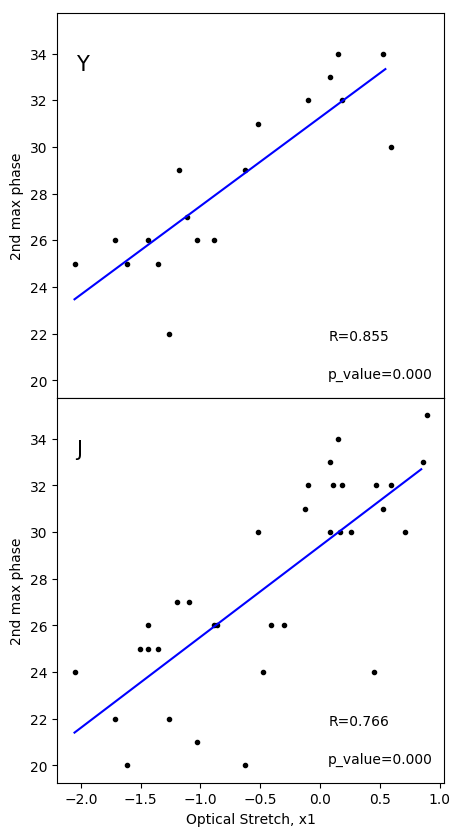 Y
2nd max phase
34
32
30
28
26
24
22
20
R=0.855
p_value=0.000
J
2nd max phase
34
32
30
28
26
24
22
20
R=0.766
p_value=0.000
−2.0 −1.5 −1.0 −0.5 0.0 0.5 1.0
Optical Stretch, x1